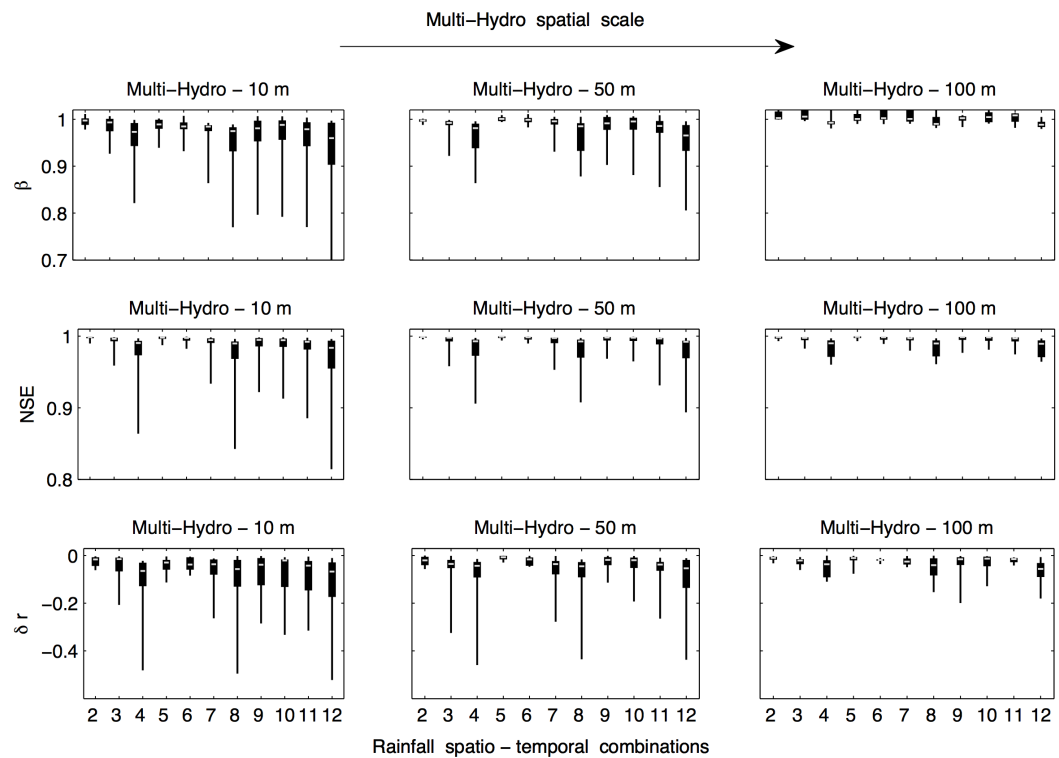 Multi-Hydro spatial scale
Multi-Hydro - 10 m
Multi-Hydro - 50 m
Multi-Hydro - 100 m
1
0.9
0.8
0.7
β
Multi-Hydro - 10 m
Multi-Hydro - 50 m
Multi-Hydro - 100 m
1
0.9
0.8
NSE
Multi-Hydro - 10 m
Multi-Hydro - 50 m
Multi-Hydro - 100 m
0
-0.2
-0.4
δ r
2 3 4 5 6 7 8 9 10 11 12
2 3 4 5 6 7 8 9 10 11 12
2 3 4 5 6 7 8 9 10 11 12
Rainfall spatio - temporal combinations